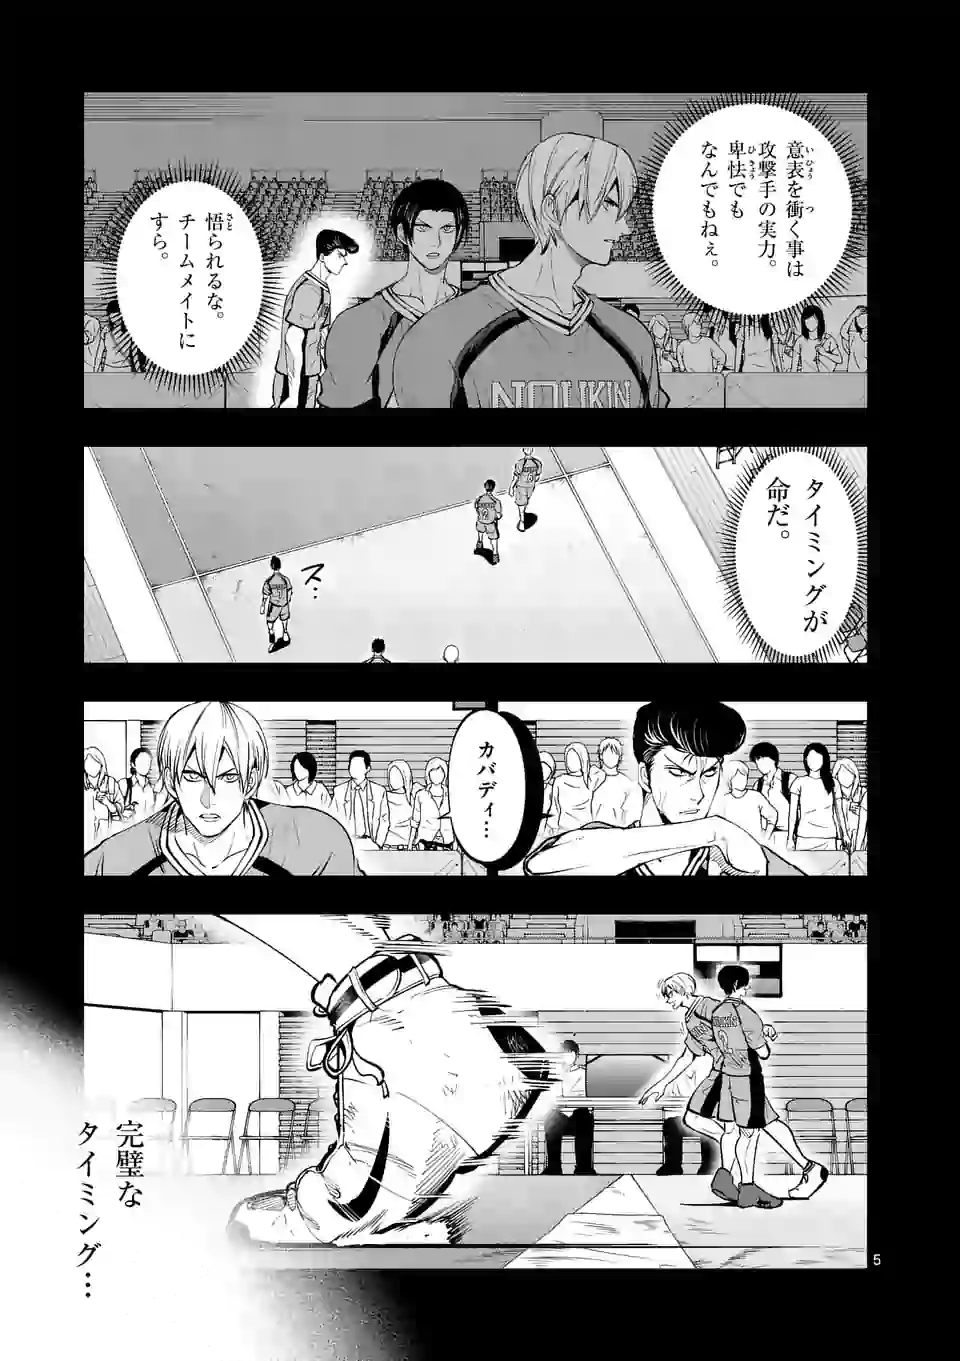 意表を衝く事は
攻撃手の実力。
卑怯でも
なんでもねぇ。
悟られるな。
チームメイトに
すら。
NOUKIN
タイミングが
命だ。
ス…
カバディ…
完璧な
タイミング…
5